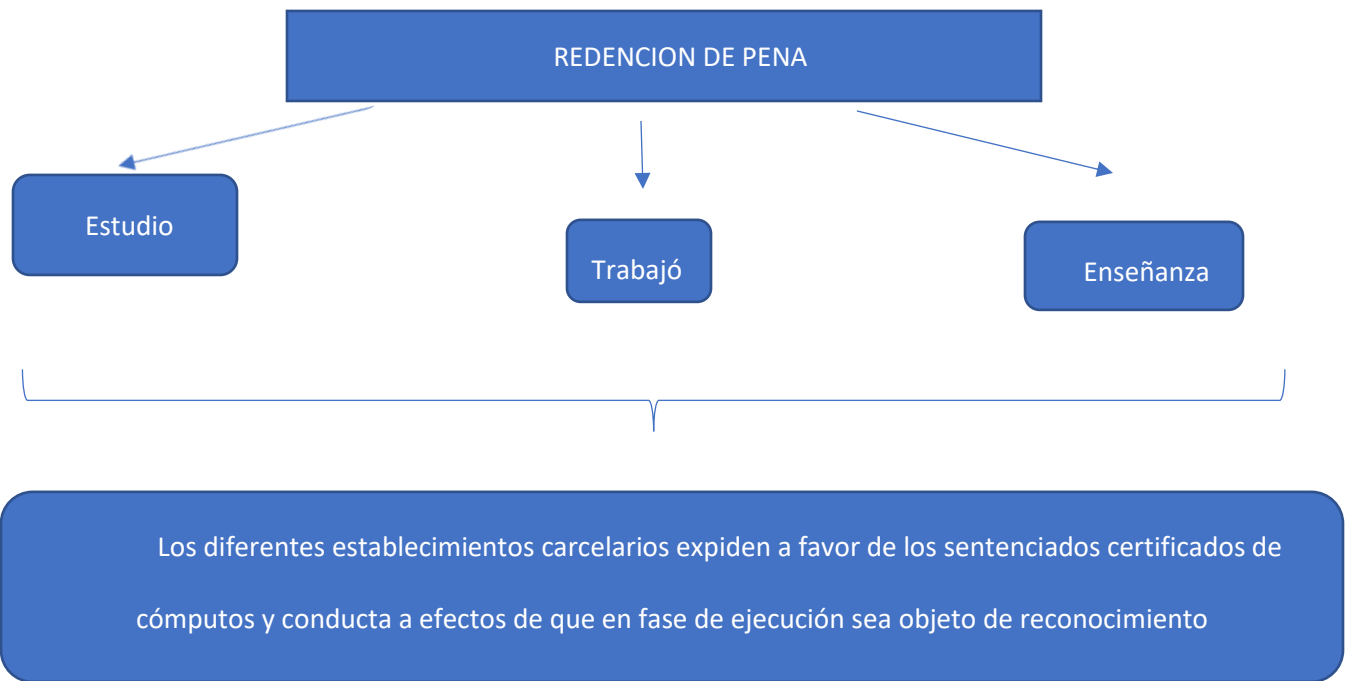 REDENCION DE PENA
Estudio
Trabajó
Enseñanza
Los diferentes establecimientos carcelarios expiden a favor de los sentenciados certificados de
cómputos y conducta a efectos de que en fase de ejecución sea objeto de reconocimiento